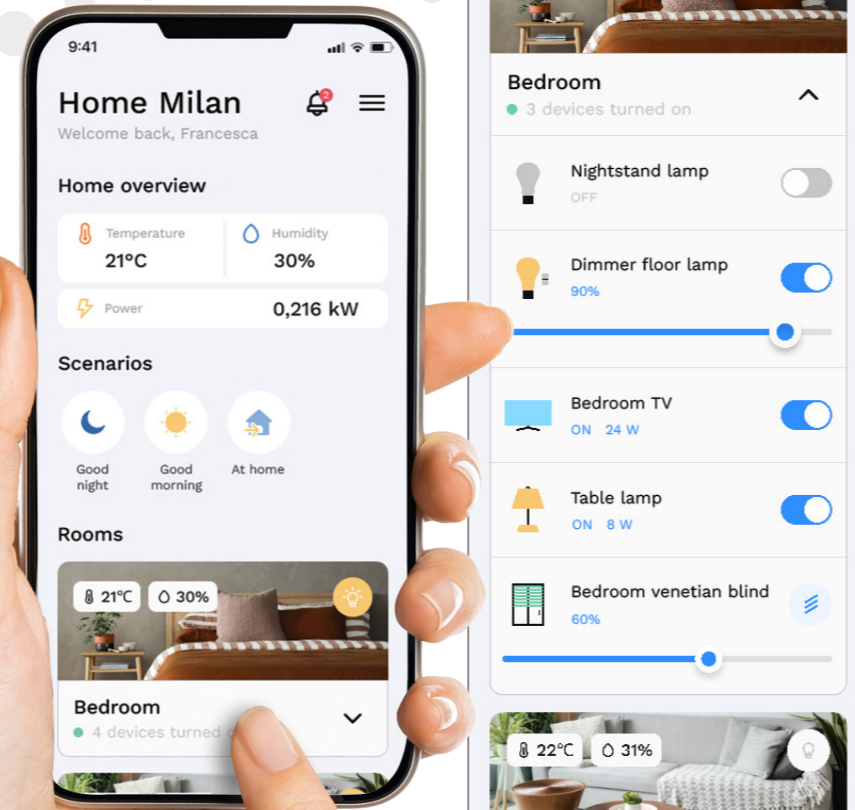 9:41
Home Milan
2
Welcome back, Francesca
Home overview
Temperature
21°C
Humidity
30%
Power
0,216 kW
Scenarios
Good
night
Good
morning
At home
Rooms
21°C
30%
Bedroom
4 devices turned
Bedroom
3 devices turned on
Nightstand lamp
OFF
Dimmer floor lamp
90%
Bedroom TV
ON 24 W
Table lamp
ON 8 W
Bedroom venetian blind
60%
22°C
31%